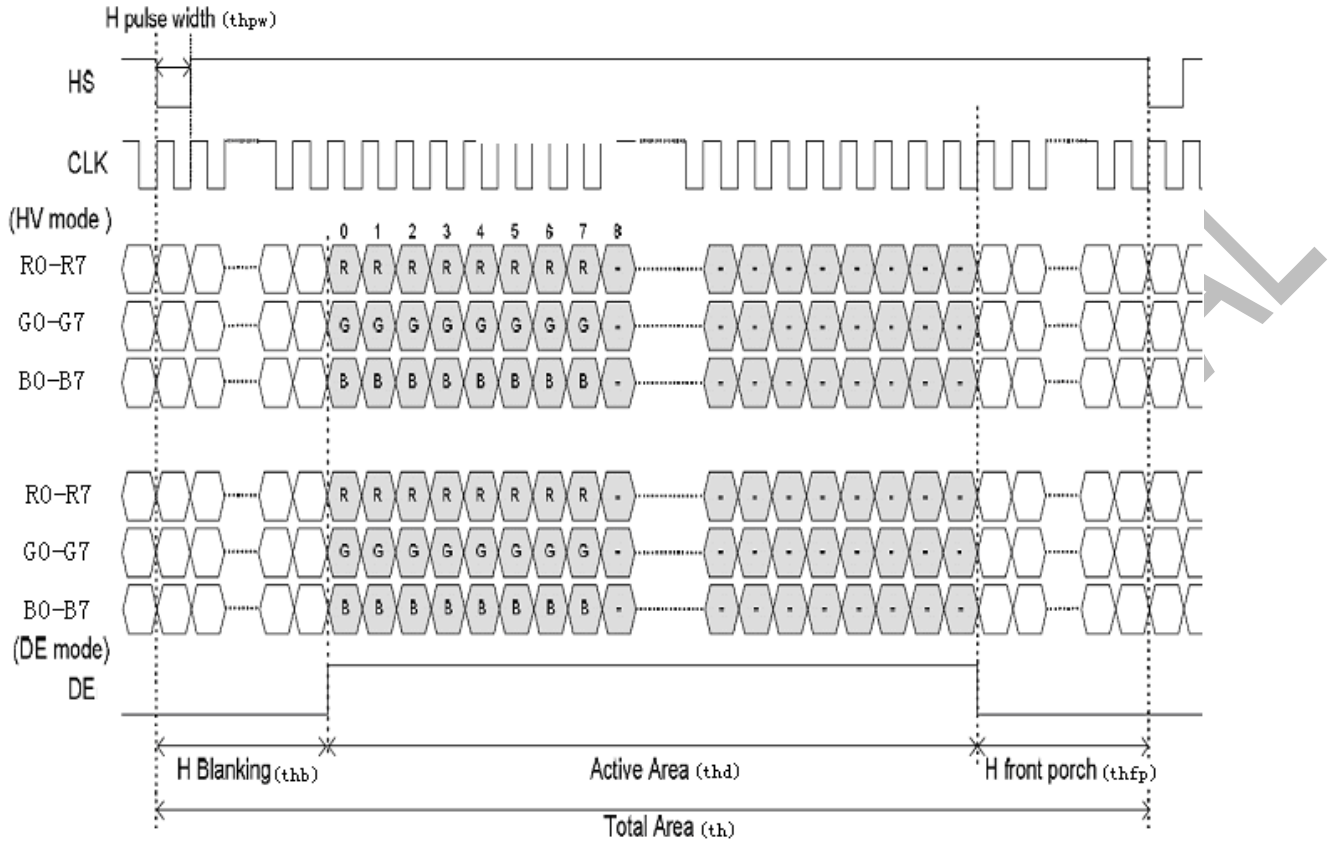 H pulse width (thpw)
HS
CLK
(HV mode )
0 1 2 3 4 5 6 7 8
R0-R7 R R R R R R R R - - - - - - - - -
G0-G7 G G G G G G G G - - - - - - - - -
B0-B7 B B B B B B B B - - - - - - - - -
R0-R7 R R R R R R R R - - - - - - - - -
G0-G7 G G G G G G G G - - - - - - - - -
B0-B7 B B B B B B B B - - - - - - - - -
(DE mode)
DE
H Blanking(thb) Active Area (thd) H front porch (thfp)
Total Area (th)